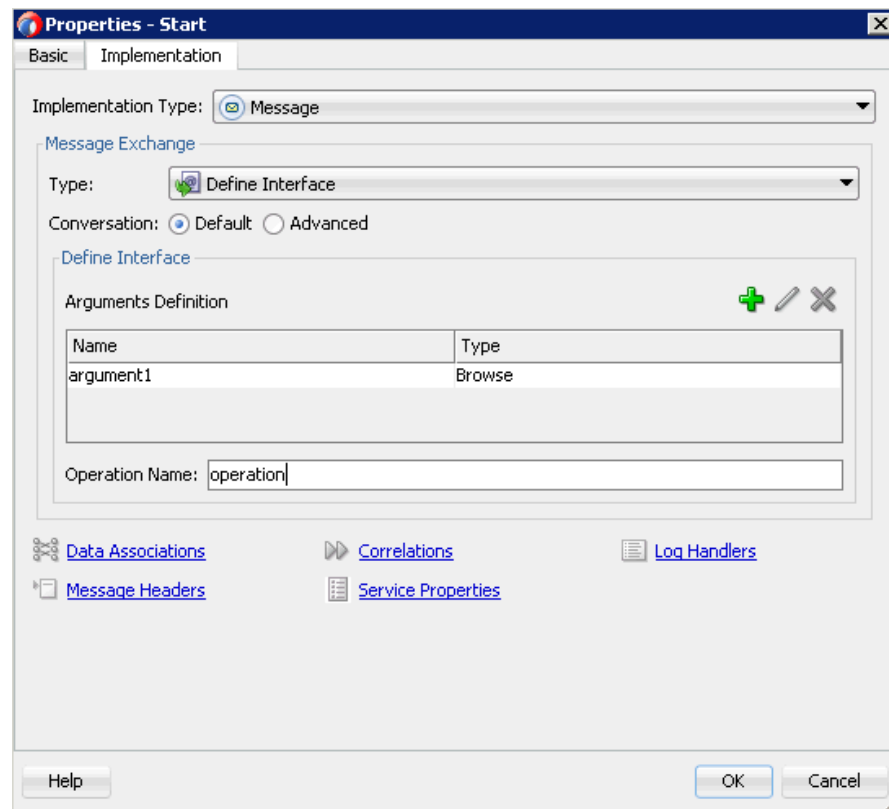 Properties - Start
Basic Implementation
Implementation Type: Message
Message Exchange
Type: Define Interface
Conversation: Default Advanced
Define Interface
Arguments Definition
Name Type
argument1 Browse
Operation Name: operation
Data Associations Correlations Log Handlers
Message Headers Service Properties
Help OK Cancel